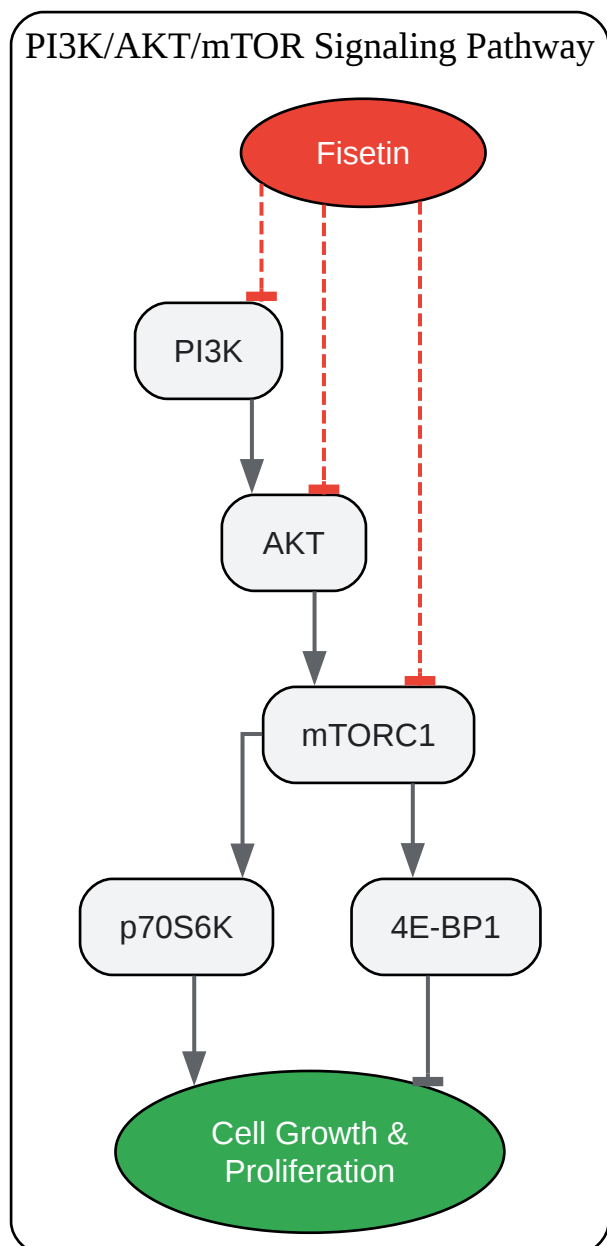 PI3K/AKT/mTOR Signaling Pathway
Fisetin
PI3K
AKT
mTORC1
p70S6K
4E-BP1
Cell Growth &
Proliferation